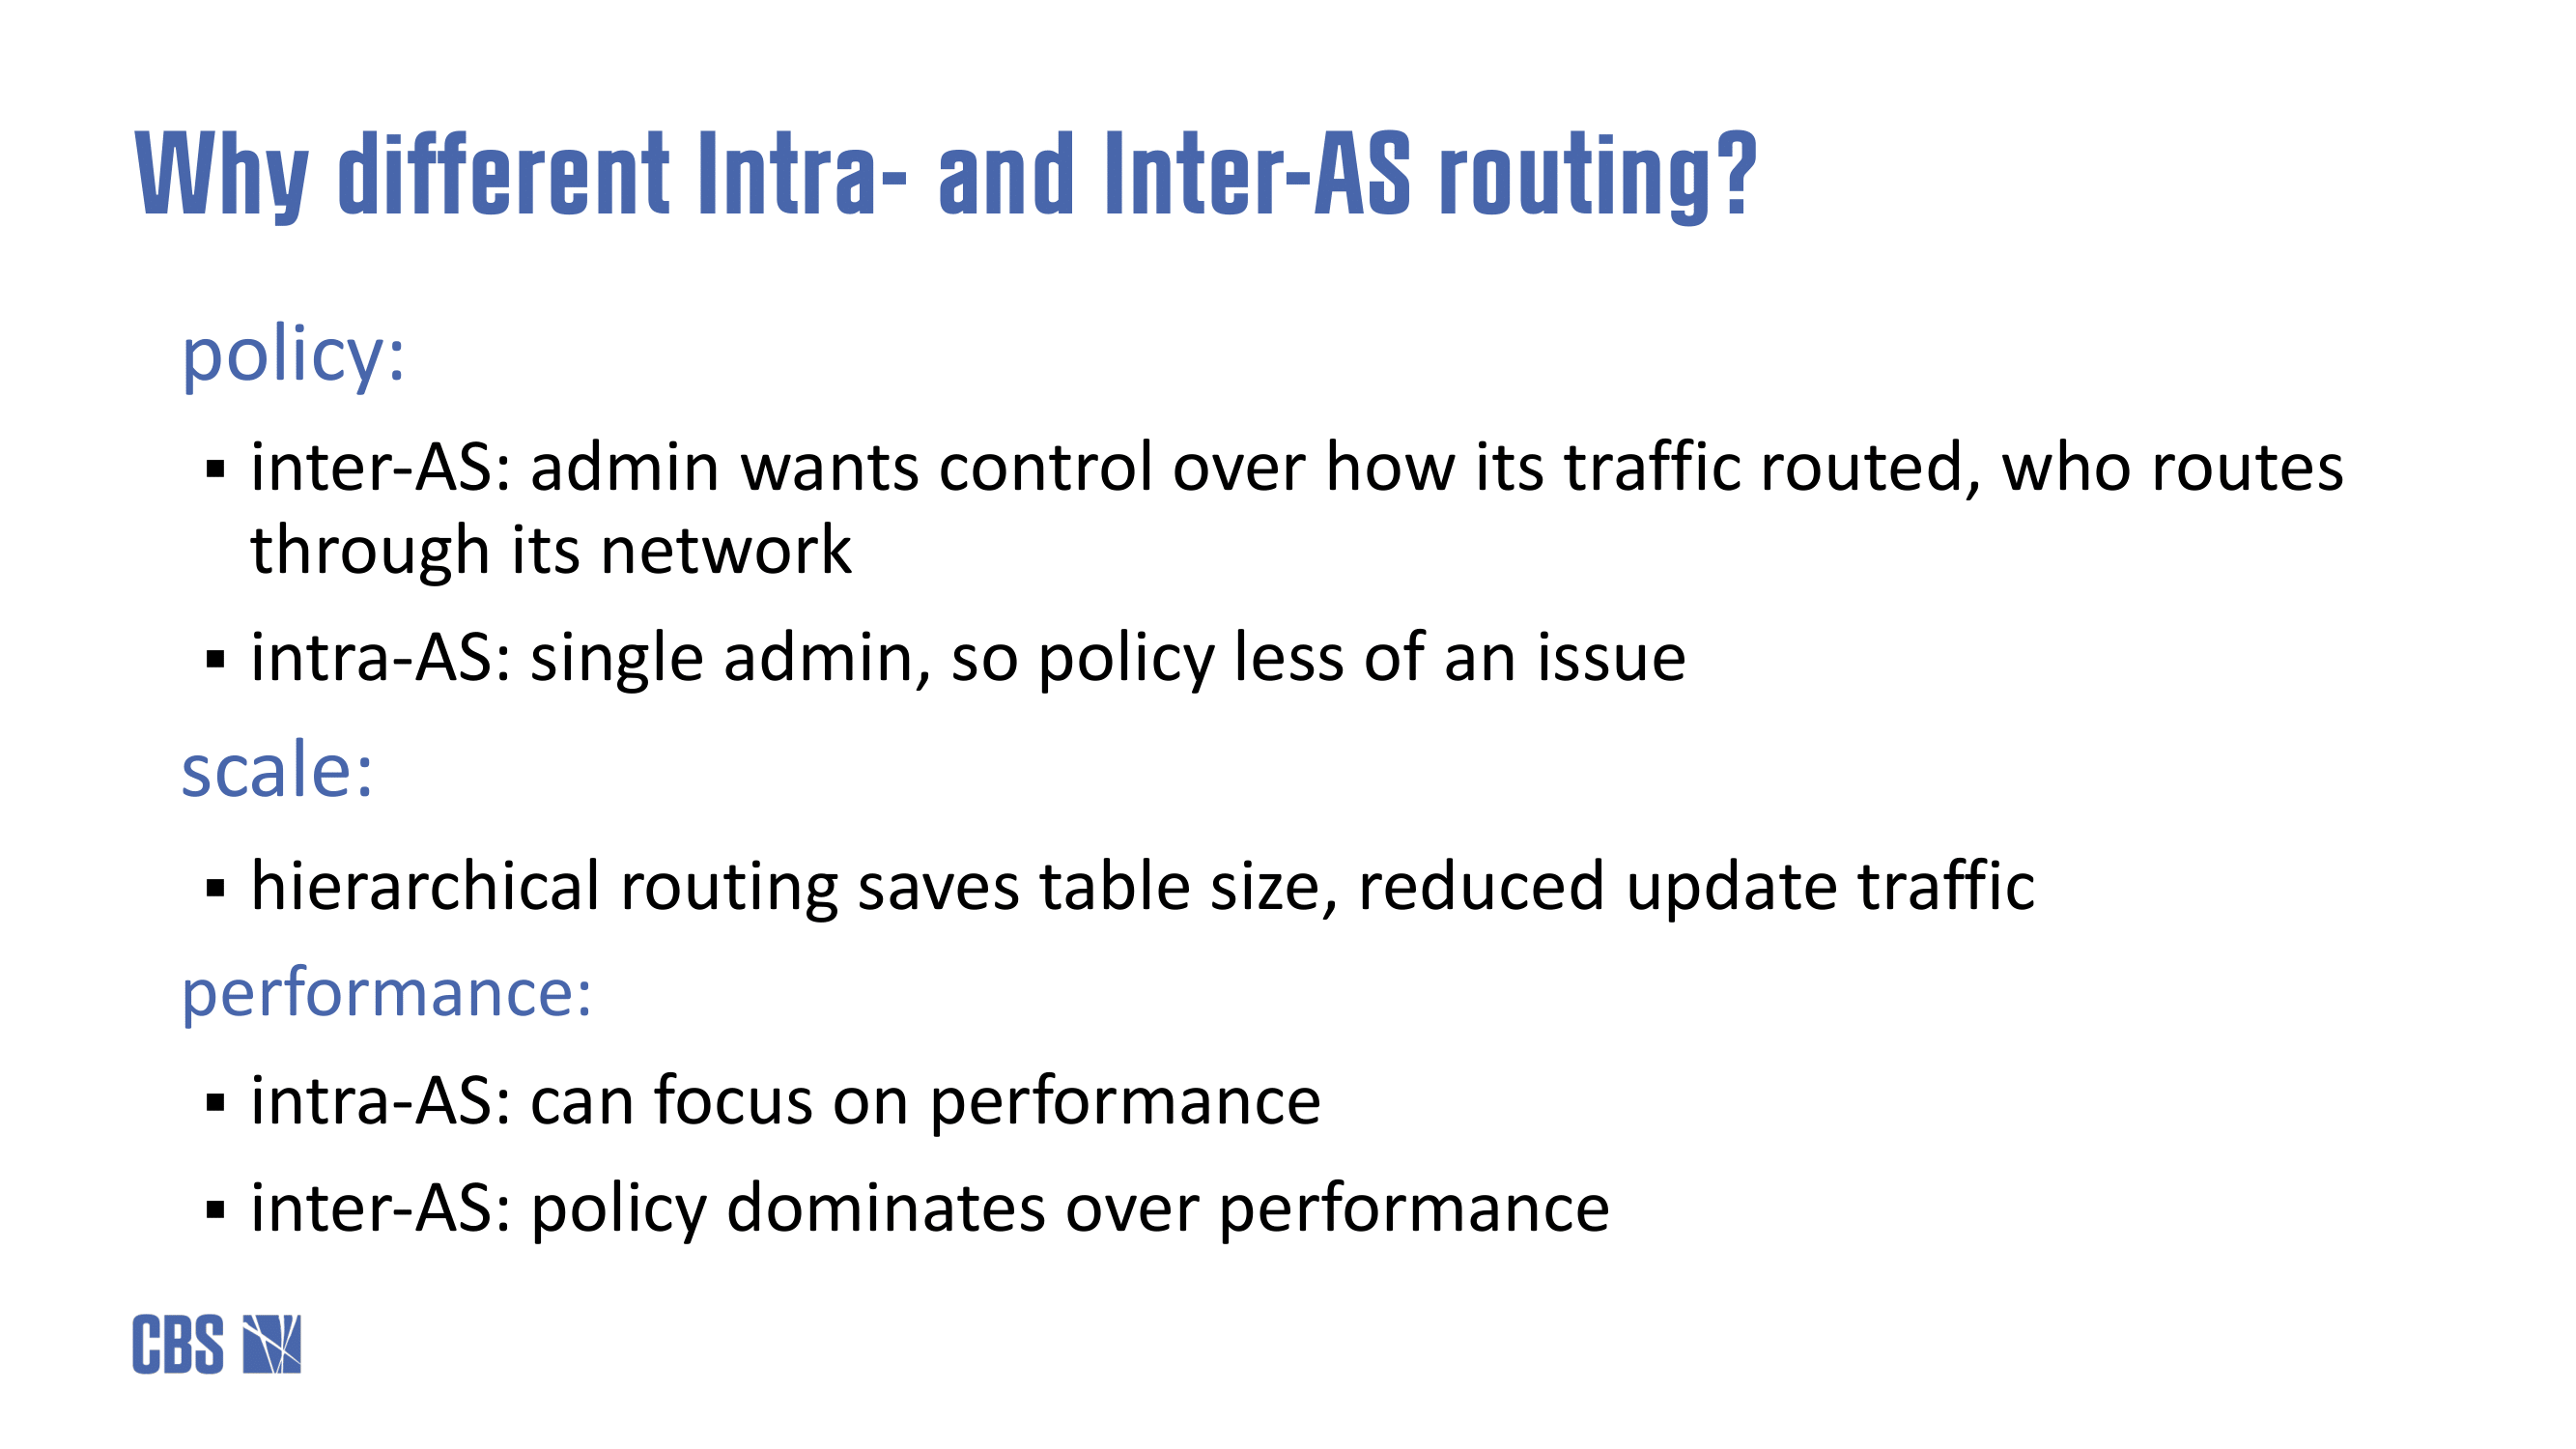 Why different Intra- and Inter-AS routing?
policy:
▪ inter-AS: admin wants control over how its traffic routed, who routes
through its network
▪ intra-AS: single admin, so policy less of an issue
scale:
▪ hierarchical routing saves table size, reduced update traffic
performance:
▪ intra-AS: can focus on performance
▪ inter-AS: policy dominates over performance
CBS